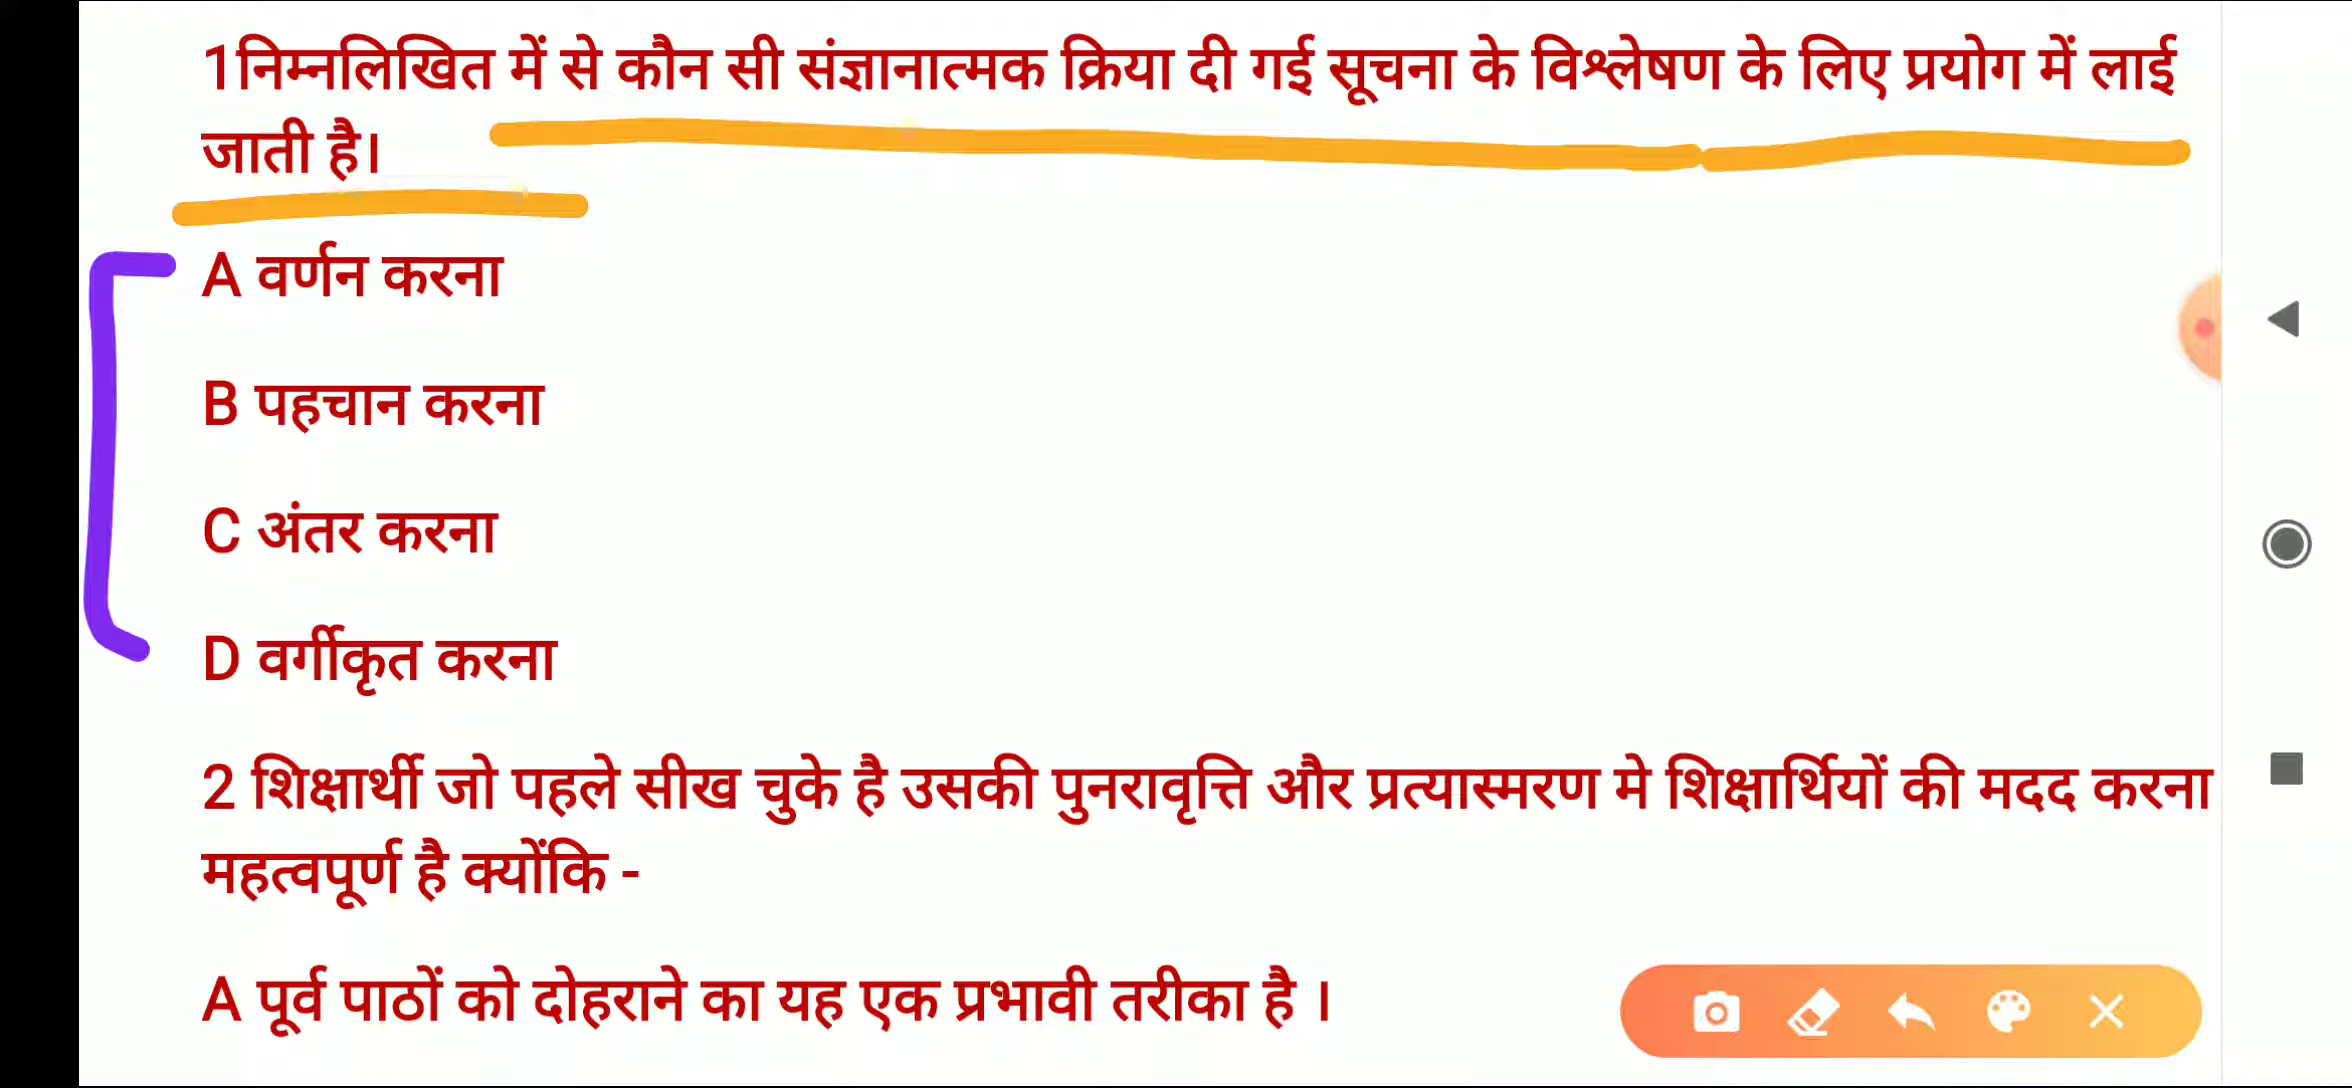 1निम्नलिखित में से कौन सी संज्ञानात्मक क्रिया दी गई सूचना के विश्लेषण के लिए प्रयोग में लाई
जाती है।
A वर्णन करना
B पहचान करना
C अंतर करना
D वर्गीकृत करना
2 शिक्षार्थी जो पहले सीख चुके है उसकी पुनरावृत्ति और प्रत्यास्मरण मे शिक्षार्थियों की मदद करना
महत्वपूर्ण है क्योंकि -
A पूर्व पाठों को दोहराने का यह एक प्रभावी तरीका है ।